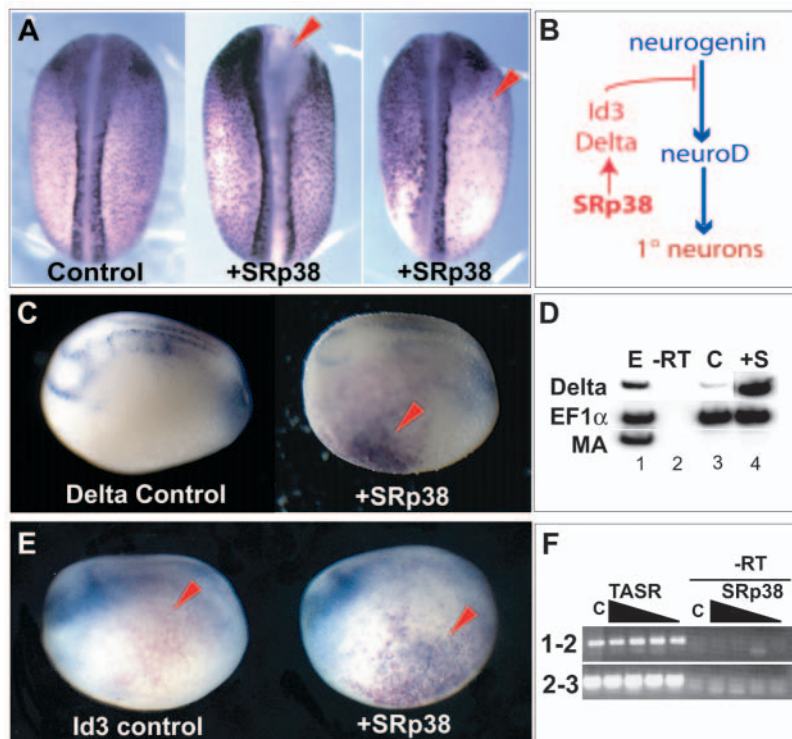 A
Control
+SRp38
+SRp38
B
neurogenin
Id3
Delta
neuroD
SRp38
1° neurons
C
Delta Control
+SRp38
D
E -RT C +S
Delta
EF1α
MA
1 2 3 4
E
Id3 control
+SRp38
F
-RT
TASR SRp38
C C
1-2
2-3